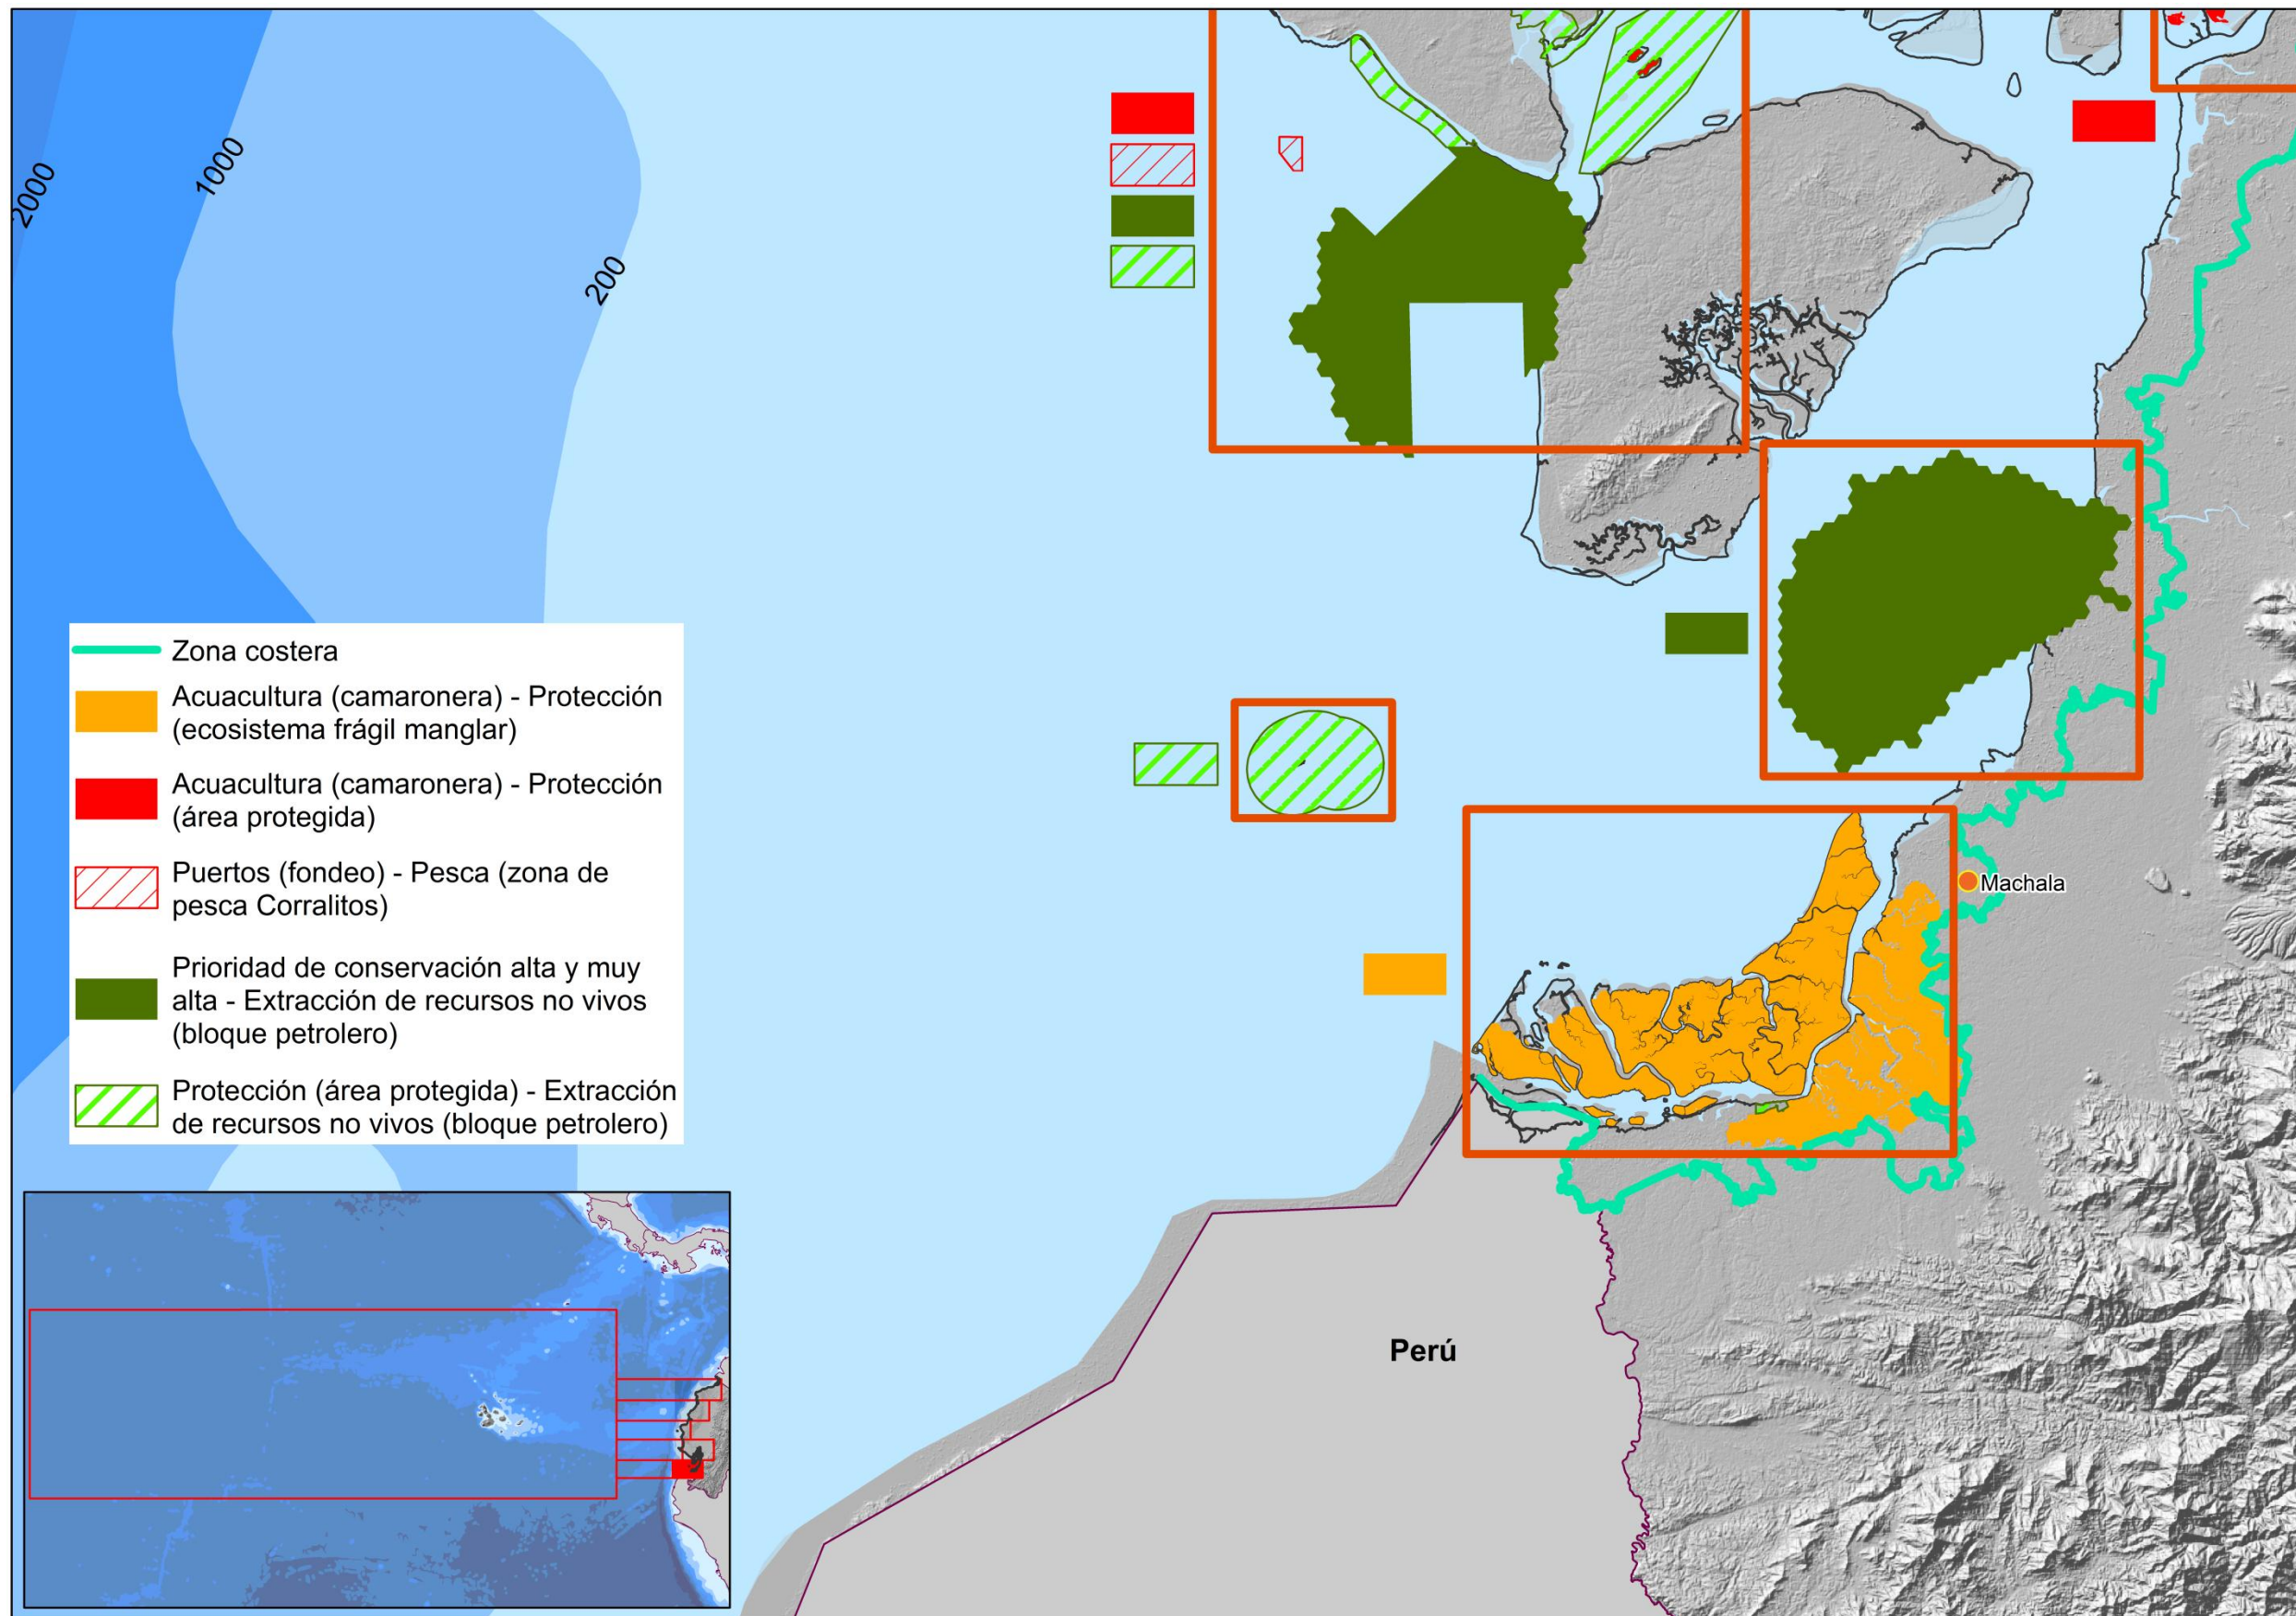 2000
1000
200
Zona costera
Acuacultura (camaronera) - Protección
(ecosistema frágil manglar)
Acuacultura (camaronera) - Protección
(área protegida)
Puertos (fondeo) - Pesca (zona de
pesca Corralitos)
Prioridad de conservación alta y muy
alta - Extracción de recursos no vivos
(bloque petrolero)
Protección (área protegida) - Extracción
de recursos no vivos (bloque petrolero)
Machala
Perú